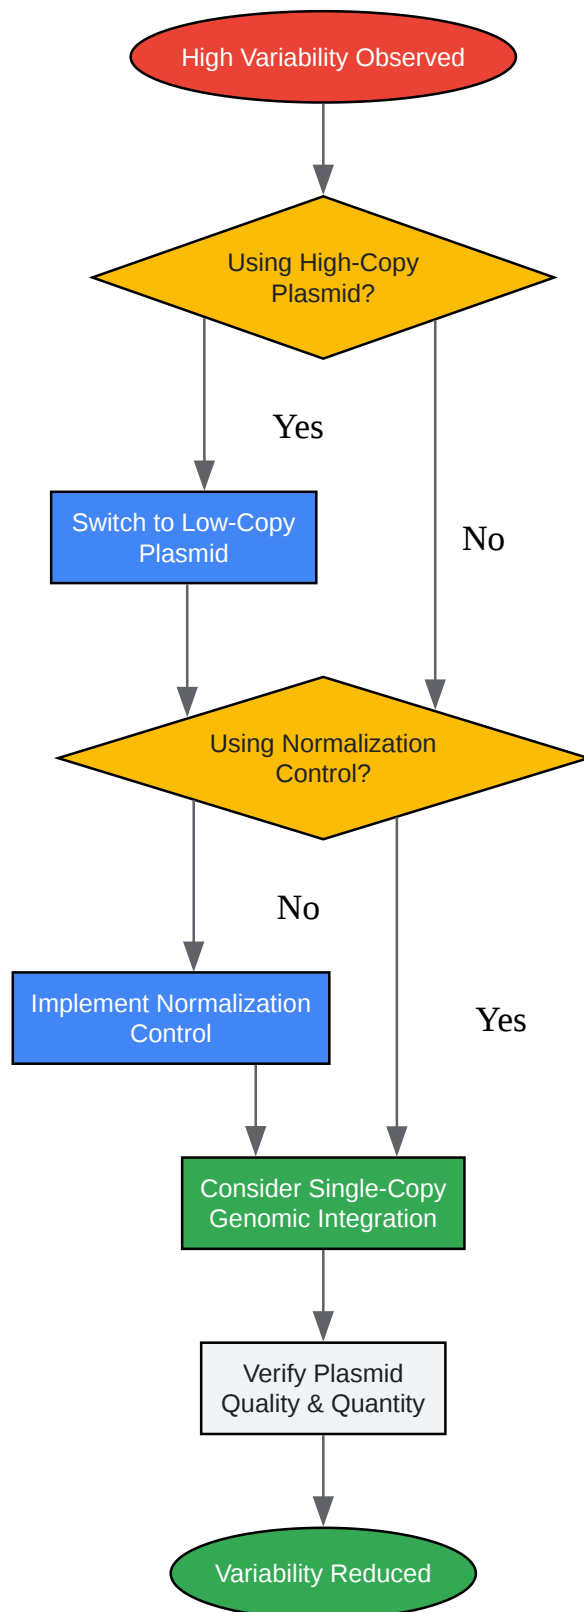 High Variability Observed
Using High-Copy
Plasmid?
Yes
Switch to Low-Copy
Plasmid
No
Using Normalization
Control?
No
Implement Normalization
Control
Yes
Consider Single-Copy
Genomic Integration
Verify Plasmid
Quality & Quantity
Variability Reduced